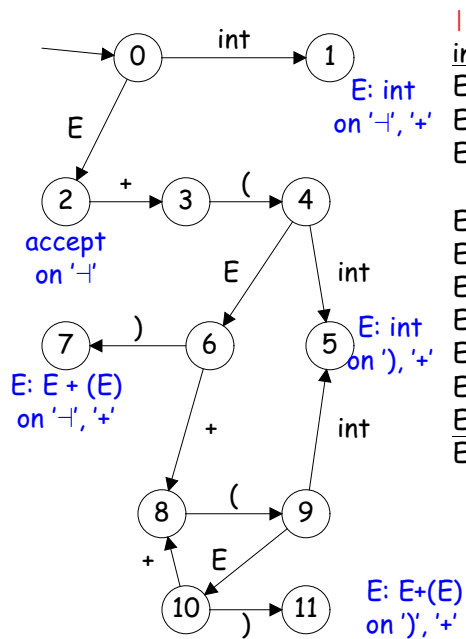 |
in
int
0
1
E: int
on '⊣', '+'
E
E
E
E
+
(
2
3
4
accept
on '⊣'
E
int
E
E
E
)
7
6
5
E: int
on '), '+'
E
E: E + (E)
on '⊣', '+'
E
+
int
E
E
E
(
8
9
+
E
10
11
)
E: E+(E)
on ')', '+'